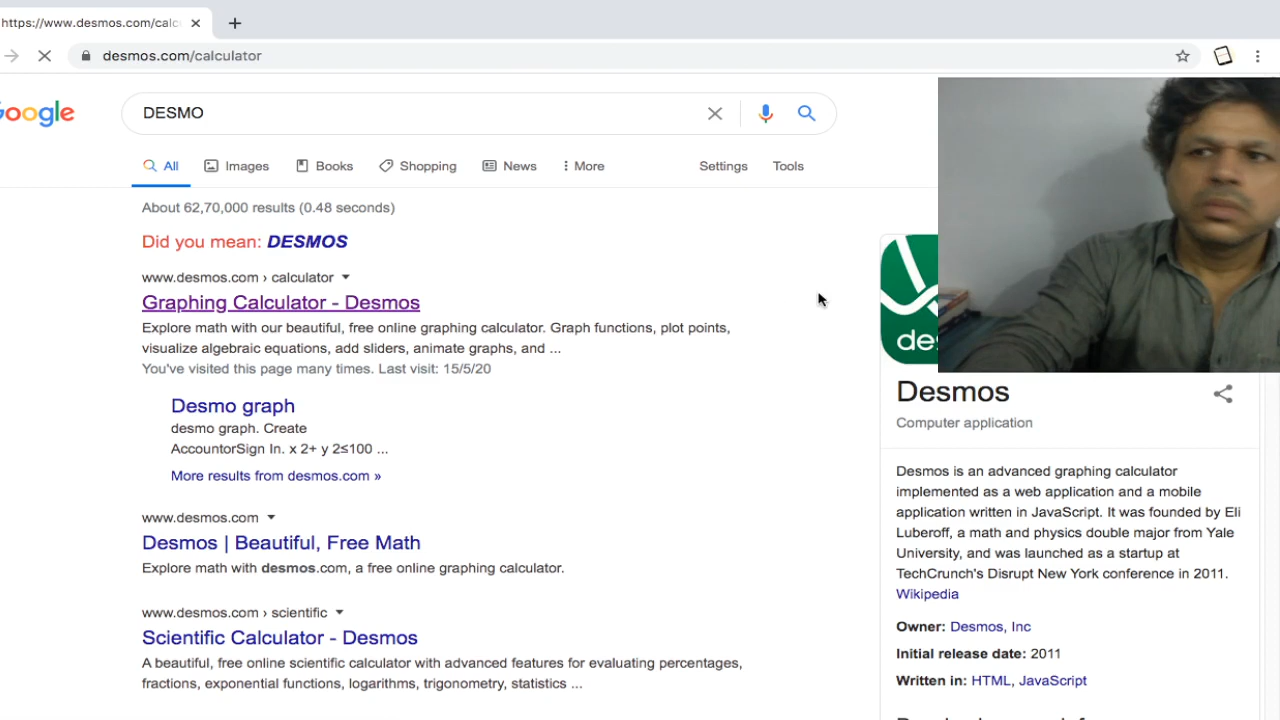 https://www.desmos.com/calc
desmos.com/calculator
Google
DESMO
All Images Books Shopping News More Settings Tools
About 62,70,000 results (0.48 seconds)
Did you mean: DESMOS
www.desmos.com › calculator
Graphing Calculator - Desmos
Explore math with our beautiful, free online graphing calculator. Graph functions, plot points,
visualize algebraic equations, add sliders, animate graphs, and ...
You've visited this page many times. Last visit: 15/5/20
Desmo graph
desmo graph. Create
AccountorSign In. x 2+ y 2≤100 ...
More results from desmos.com »
www.desmos.com
Desmos | Beautiful, Free Math
Explore math with desmos.com, a free online graphing calculator.
www.desmos.com › scientific
Scientific Calculator - Desmos
A beautiful, free online scientific calculator with advanced features for evaluating percentages,
fractions, exponential functions, logarithms, trigonometry, statistics ...
des
Desmos
Computer application
Desmos is an advanced graphing calculator
implemented as a web application and a mobile
application written in JavaScript. It was founded by Eli
Luberoff, a math and physics double major from Yale
University, and was launched as a startup at
TechCrunch's Disrupt New York conference in 2011.
Wikipedia
Owner: Desmos, Inc
Initial release date: 2011
Written in: HTML, JavaScript